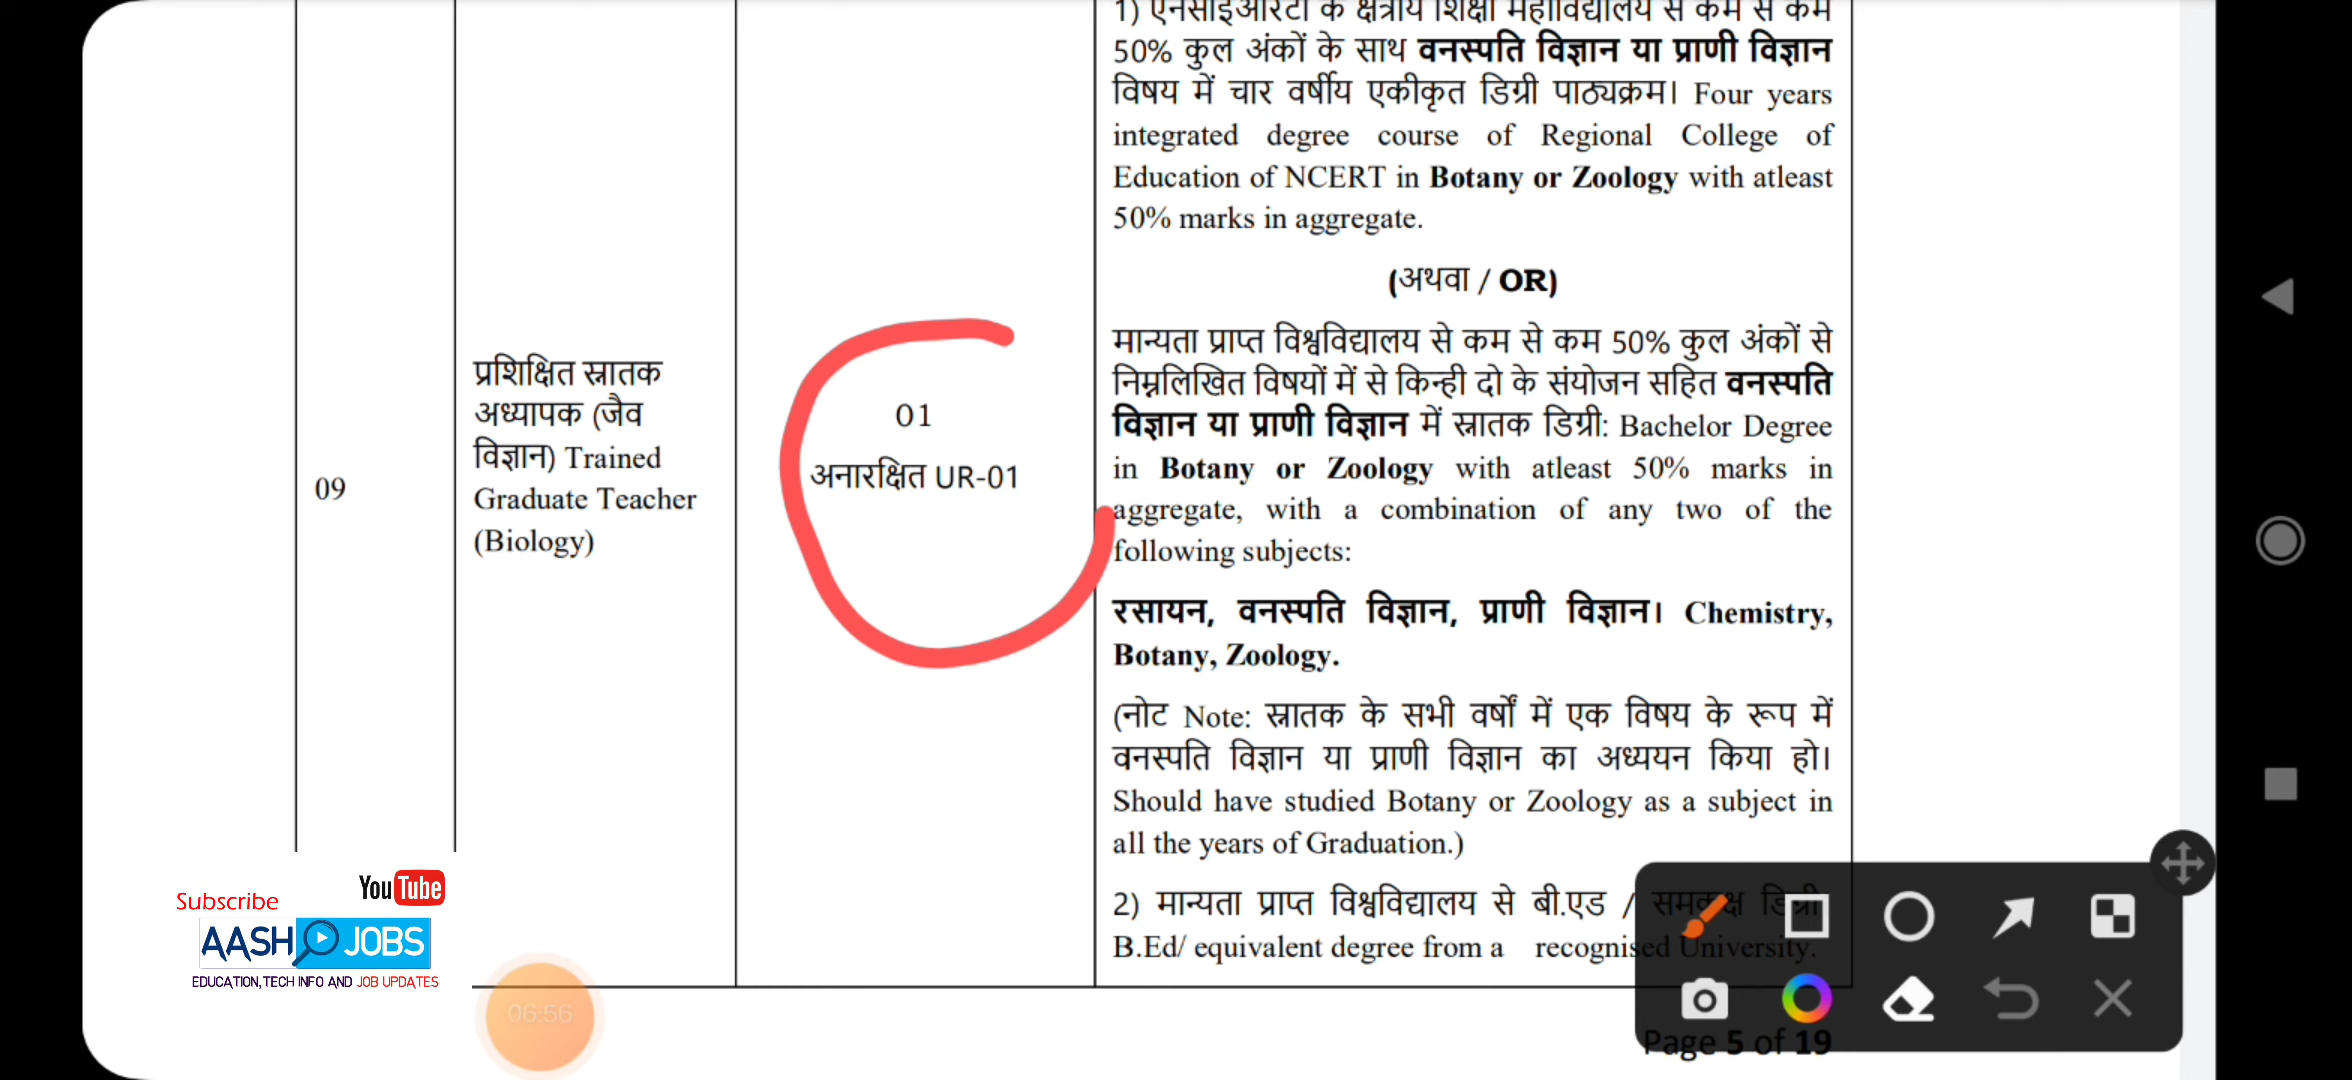 1) एनसीइआरटी के क्षेत्रीय शिक्षा महाविद्यालय से कम से कम
50% कुल अंकों के साथ वनस्पति विज्ञान या प्राणी विज्ञान
विषय में चार वर्षीय एकीकृत डिग्री पाठ्यक्रम। Four years
integrated degree course of Regional College of
Education of NCERT in Botany or Zoology with atleast
50% marks in aggregate.
(अथवा / OR)
मान्यता प्राप्त विश्वविद्यालय से कम से कम 50% कुल अंकों से
निम्नलिखित विषयों में से किन्ही दो के संयोजन सहित वनस्पति
विज्ञान या प्राणी विज्ञान में स्नातक डिग्री: Bachelor Degree
in Botany or Zoology with atleast 50% marks in
aggregate, with a combination of any two of the
following subjects:
रसायन, वनस्पति विज्ञान, प्राणी विज्ञान। Chemistry,
Botany, Zoology.
(नोट Note: स्नातक के सभी वर्षों में एक विषय के रूप में
वनस्पति विज्ञान या प्राणी विज्ञान का अध्ययन किया हो।
Should have studied Botany or Zoology as a subject in
all the years of Graduation.)
2) मान्यता प्राप्त विश्वविद्यालय से बी.एड / समकक्ष डिग्री
B.Ed/ equivalent degree from a recognised University.
09
प्रशिक्षित स्नातक
अध्यापक (जैव
विज्ञान) Trained
Graduate Teacher
(Biology)
01
अनारक्षित UR-01
Subscribe
YouTube
AASH JOBS
EDUCATION, TECH INFO AND JOB UPDATES
06:56
Page 5 of 19